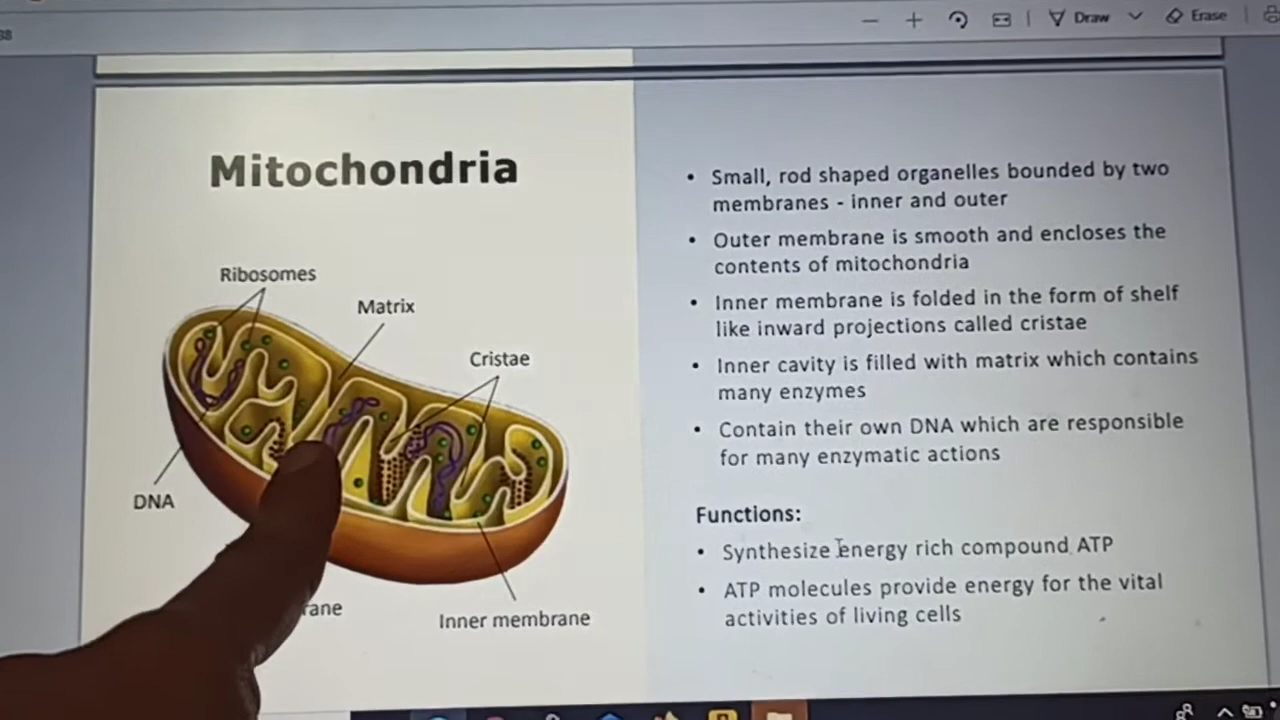 38
Draw
Erase
Mitochondria
Ribosomes
Matrix
Cristae
DNA
rane
Inner membrane
• Small, rod shaped organelles bounded by two
membranes - inner and outer
• Outer membrane is smooth and encloses the
contents of mitochondria
• Inner membrane is folded in the form of shelf
like inward projections called cristae
• Inner cavity is filled with matrix which contains
many enzymes
• Contain their own DNA which are responsible
for many enzymatic actions
Functions:
• Synthesize energy rich compound ATP
• ATP molecules provide energy for the vital
activities of living cells